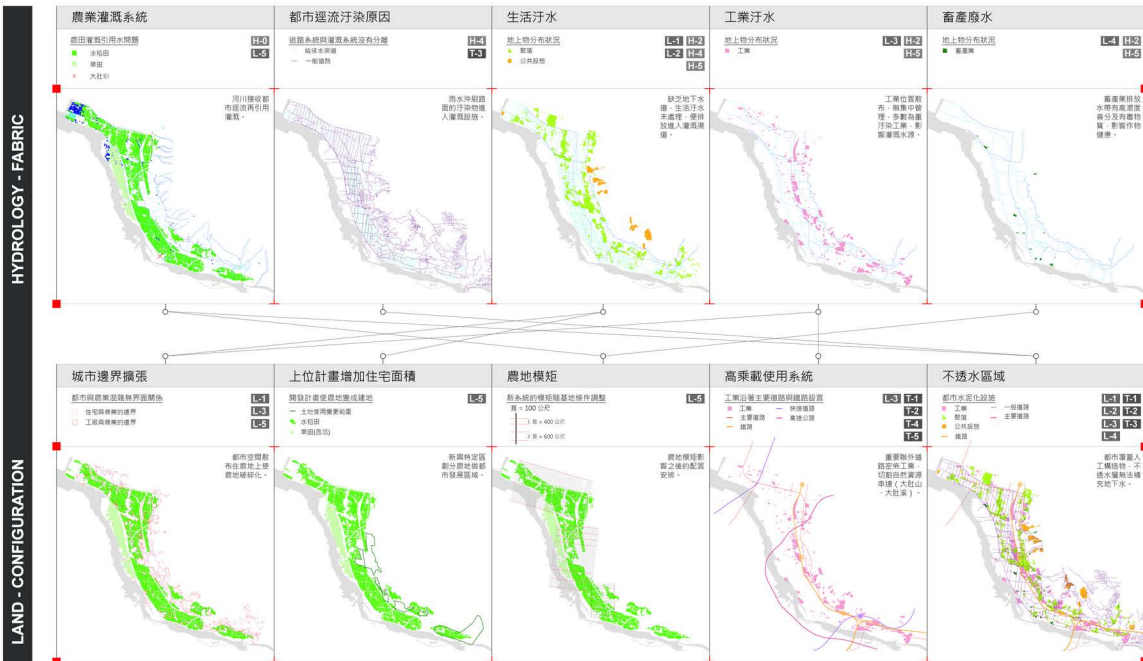 HYDROLOGY - FABRIC
農業灌溉系統
農田灌溉引用水問題
H-0
L-5
水稻田
旱田
大肚圳
河川接收都
市逕流再引用
灌溉。
都市逕流汙染原因
道路系統與灌溉系統沒有分離
H-4
T-3
給排水渠道
一般道路
雨水沖刷路
面的汙染物進
入灌溉設施。
生活汙水
地上物分布狀況
L-1 H-2
L-2 H-4
H-5
聚落
公共設施
缺乏地下水
道,生活汙水
未處理,便排
放進入灌溉渠
道。
工業汙水
地上物分布狀況
L-3 H-2
H-5
工業
工業位置散
布,無集中管
理,多數為重
汙染工業,影
響灌溉水源。
畜產廢水
地上物分布狀況
L-4 H-2
H-5
畜產業
畜產業排放
水帶有高濃度
養分及有毒物
質,影響作物
健康。
LAND - CONFIGURATION
城市邊界擴張
都市與農業混雜無界面關係
L-1
L-3
L-5
住宅與農業的邊界
工廠與農業的邊界
都市空間散
布在農地上使
農地破碎化。
上位計畫增加住宅面積
開發計畫使農地變成建地
L-5
土地使用變更範圍
水稻田
旱田(西瓜)
新興特定區
劃分農地做都
市發展區域。
農地模矩
新系統的模矩隨基地條件調整
L-5
寬 = 100 公尺
1 長 = 400 公尺
2 長 = 600 公尺
農地模矩影
響之後的配置
安排。
高乘載使用系統
工業沿著主要道路與鐵路設置
L-3 T-1
T-2
T-4
T-5
工業
快速道路
主要道路
高速公路
鐵路
重要聯外道
路密佈工業,
切割自然資源
串連(大肚山
、大肚溪)。
不透水區域
都市水泥化設施
L-1 T-1
L-2 T-2
L-3 T-3
L-4
工業
一般道路
聚落
主要道路
公共設施
鐵路
都市覆蓋人
工構造物,不
透水層無法補
充地下水。